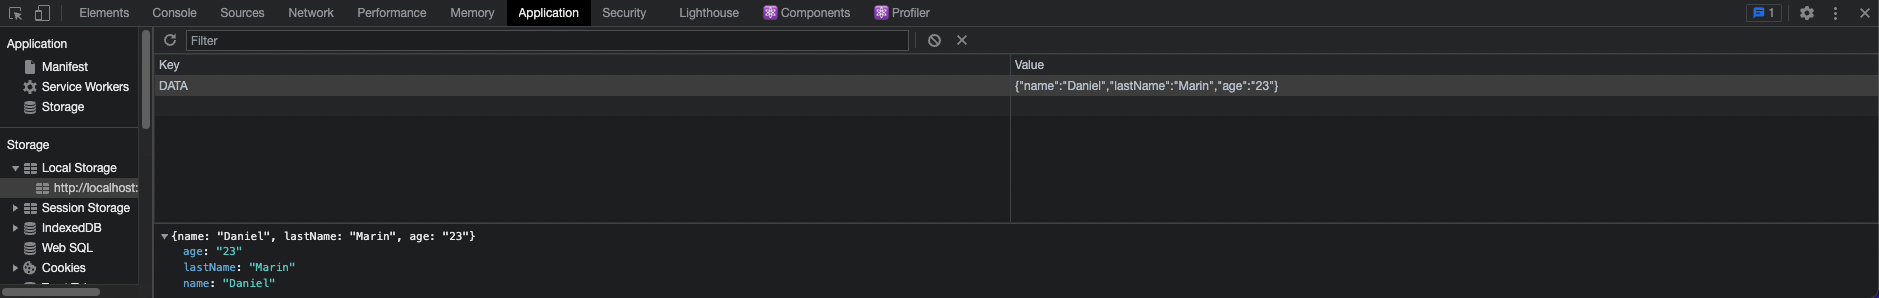 Elements Console Sources Network Performance Memory Application Security Lighthouse Components Profiler 1
Application
Manifest
Service Workers
Storage
Storage
Local Storage
http://localhost:
Session Storage
IndexedDB
Web SQL
Cookies
Filter
Key Value
DATA {"name":"Daniel","lastName":"Marin","age":"23"}
{name: "Daniel", lastName: "Marin", age: "23"}
age: "23"
lastName: "Marin"
name: "Daniel"